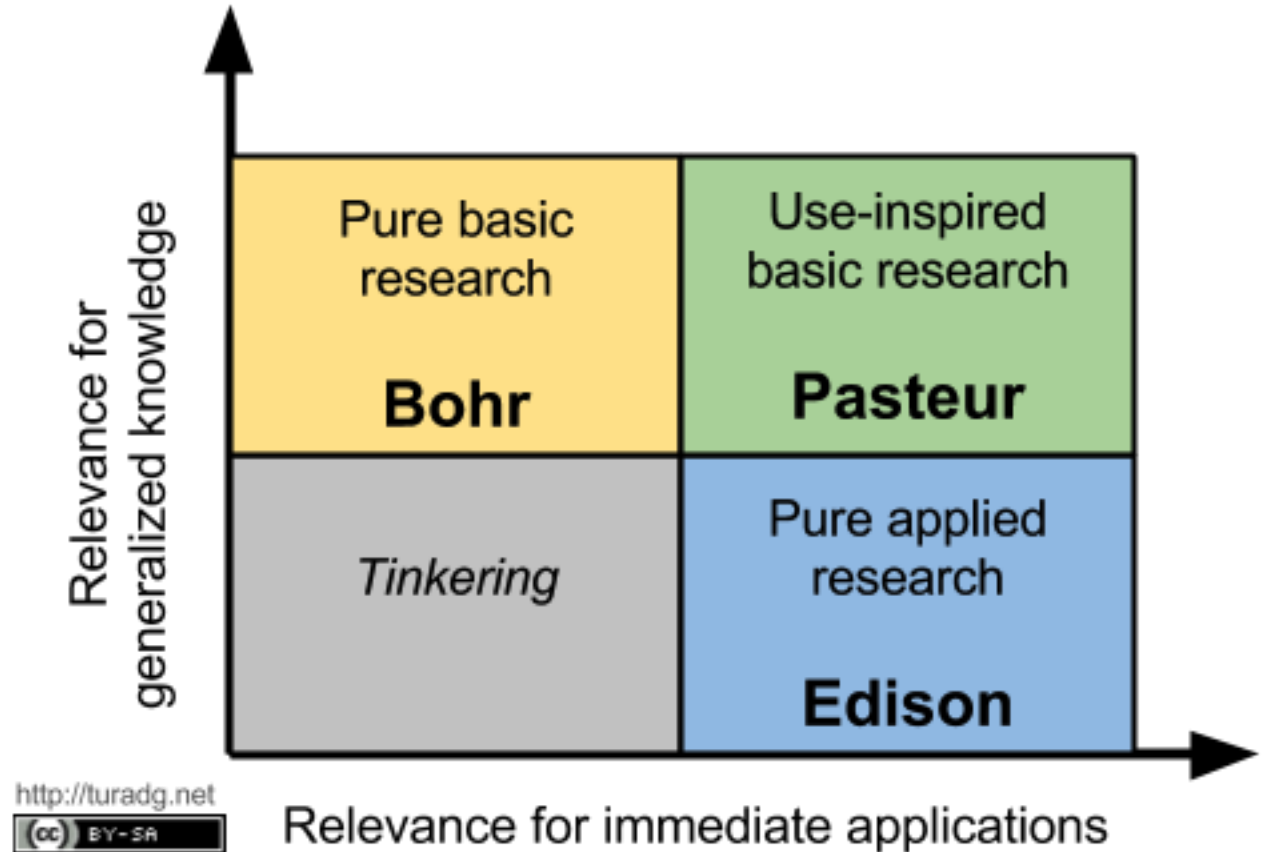 Relevance for
generalized knowledge
Pure basic
research
Bohr
Use-inspired
basic research
Pasteur
Tinkering
Pure applied
research
Edison
http://turadg.net
(cc) BY-SA
Relevance for immediate applications